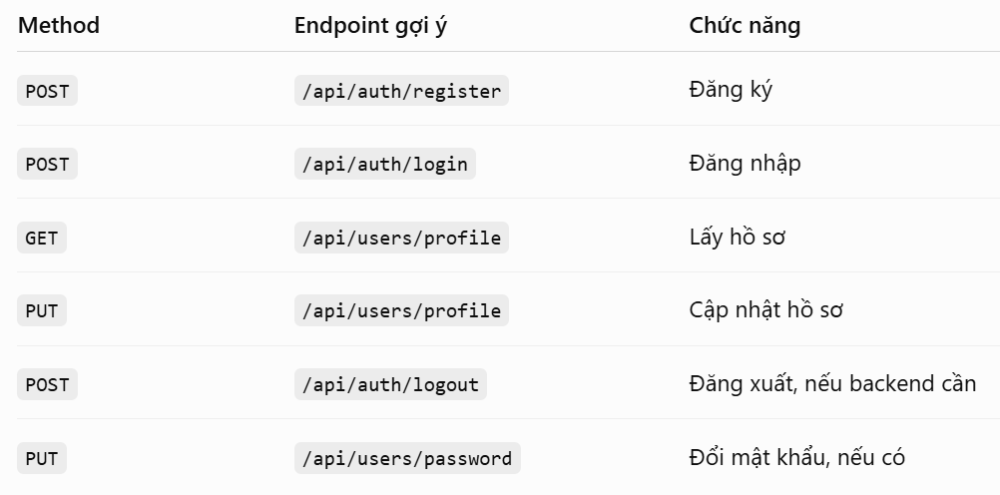 Method Endpoint gợi ý Chức năng
POST /api/auth/register Đăng ký
POST /api/auth/login Đăng nhập
GET /api/users/profile Lấy hồ sơ
PUT /api/users/profile Cập nhật hồ sơ
POST /api/auth/logout Đăng xuất, nếu backend cần
PUT /api/users/password Đổi mật khẩu, nếu có